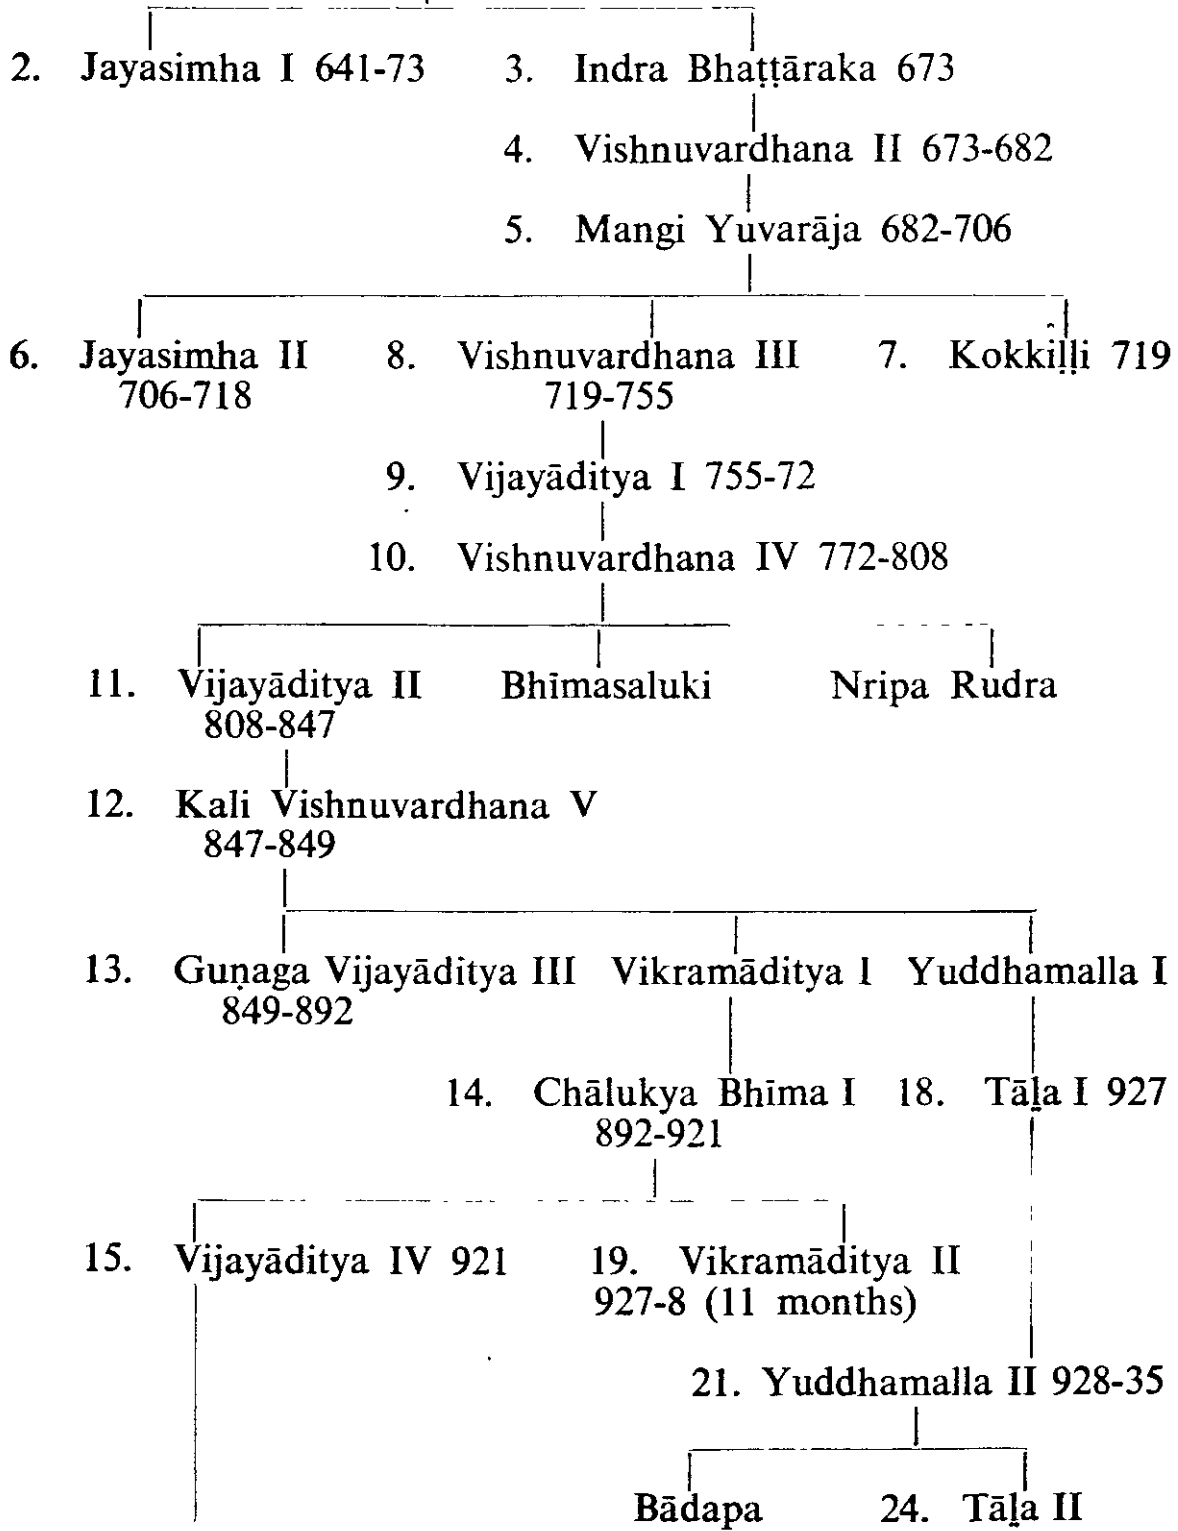 2. Jayasimha I 641-73 3. Indra Bhaṭṭāraka 673
4. Vishnuvardhana II 673-682
5. Mangi Yuvarāja 682-706
6. Jayasimha II 8. Vishnuvardhana III 7. Kokkiḷḷi 719
706-718 719-755
9. Vijayāditya I 755-72
10. Vishnuvardhana IV 772-808
11. Vijayāditya II Bhīmasaluki Nripa Rudra
808-847
12. Kali Vishnuvardhana V
847-849
13. Guṇaga Vijayāditya III Vikramāditya I Yuddhamalla I
849-892
14. Chālukya Bhīma I 18. Tāḻa I 927
892-921
15. Vijayāditya IV 921 19. Vikramāditya II
927-8 (11 months)
21. Yuddhamalla II 928-35
Bādapa 24. Tāḻa II